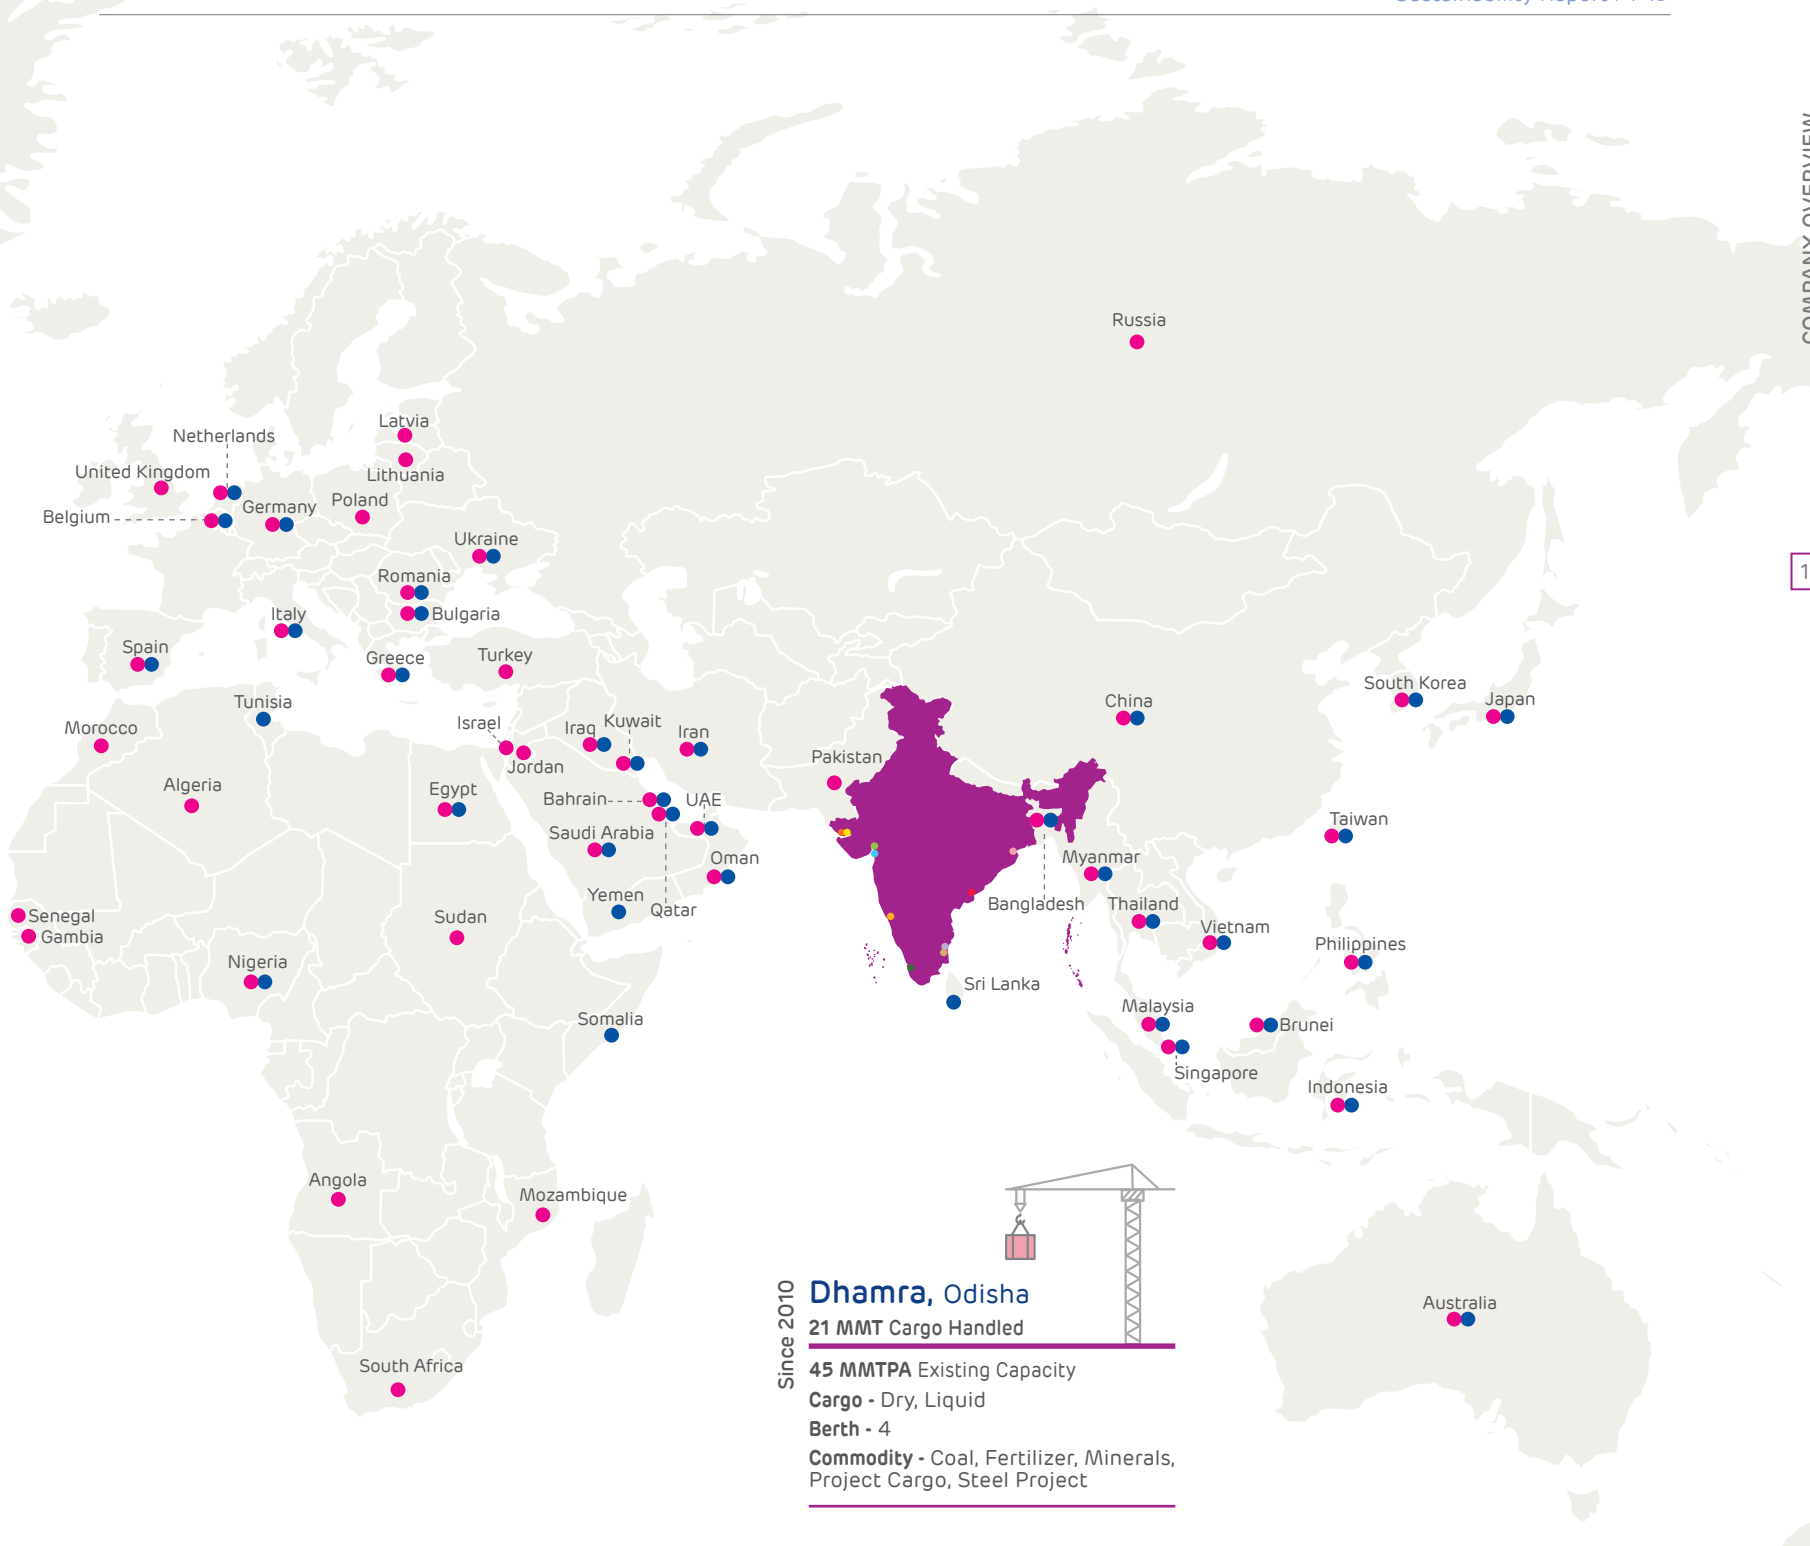 Russia
Latvia
Netherlands
United Kingdom
Lithuania
Belgium
Germany
Poland
Ukraine
Romania
Bulgaria
Italy
Spain
Greece
Turkey
Tunisia
Morocco
Israel
Iraq
Kuwait
Iran
Jordan
Algeria
Egypt
Bahrain
UAE
Saudi Arabia
Oman
Yemen
Qatar
Senegal
Gambia
Sudan
Nigeria
Somalia
Angola
Mozambique
South Africa
Pakistan
China
South Korea
Japan
Taiwan
Myanmar
Bangladesh
Thailand
Vietnam
Philippines
Sri Lanka
Malaysia
Brunei
Singapore
Indonesia
Australia
COMPANY OVERVIEW
1
Since 2010
Dhamra, Odisha
21 MMT Cargo Handled
45 MMTPA Existing Capacity
Cargo - Dry, Liquid
Berth - 4
Commodity - Coal, Fertilizer, Minerals,
Project Cargo, Steel Project